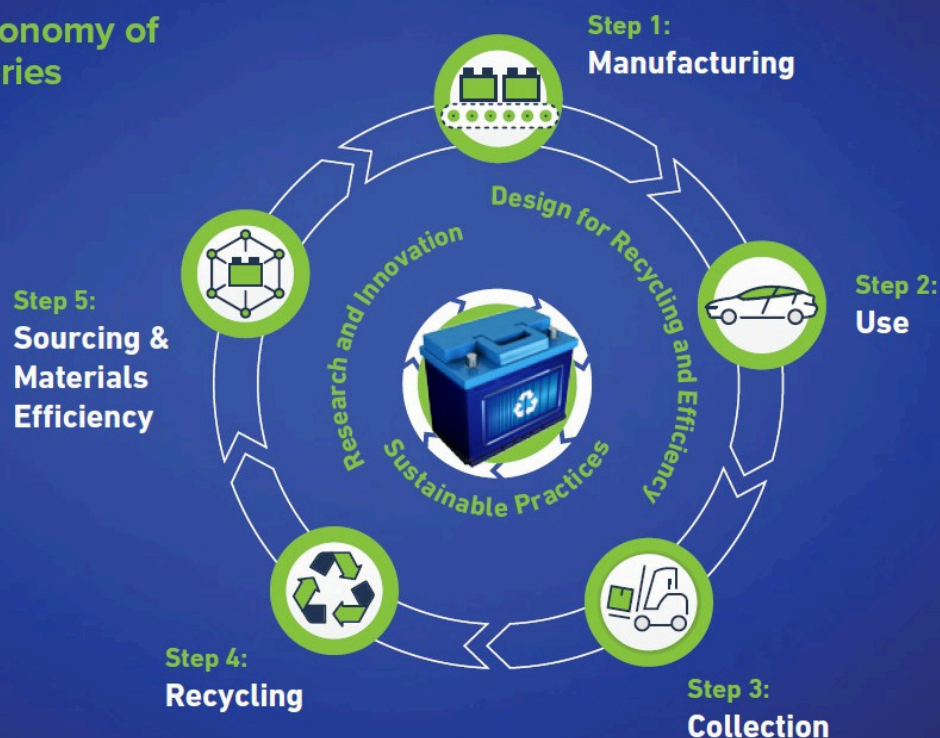 onomy of
ries
Step 1:
Manufacturing
Step 2:
Use
Step 3:
Collection
Step 4:
Recycling
Step 5:
Sourcing &
Materials
Efficiency
Design for Recycling and Efficiency
Sustainable Practices
Research and Innovation